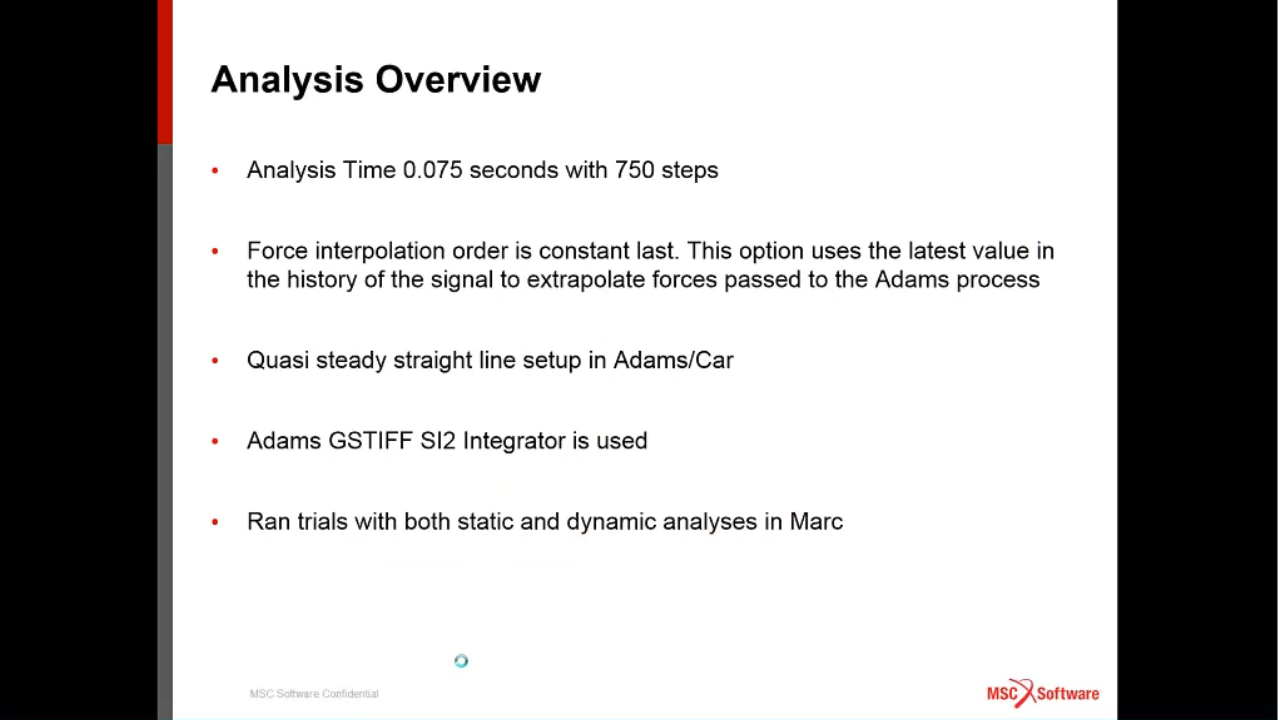 Analysis Overview
• Analysis Time 0.075 seconds with 750 steps
• Force interpolation order is constant last. This option uses the latest value in
the history of the signal to extrapolate forces passed to the Adams process
• Quasi steady straight line setup in Adams/Car
• Adams GSTIFF SI2 Integrator is used
• Ran trials with both static and dynamic analyses in Marc
MSC Software Confidential
MSC Software